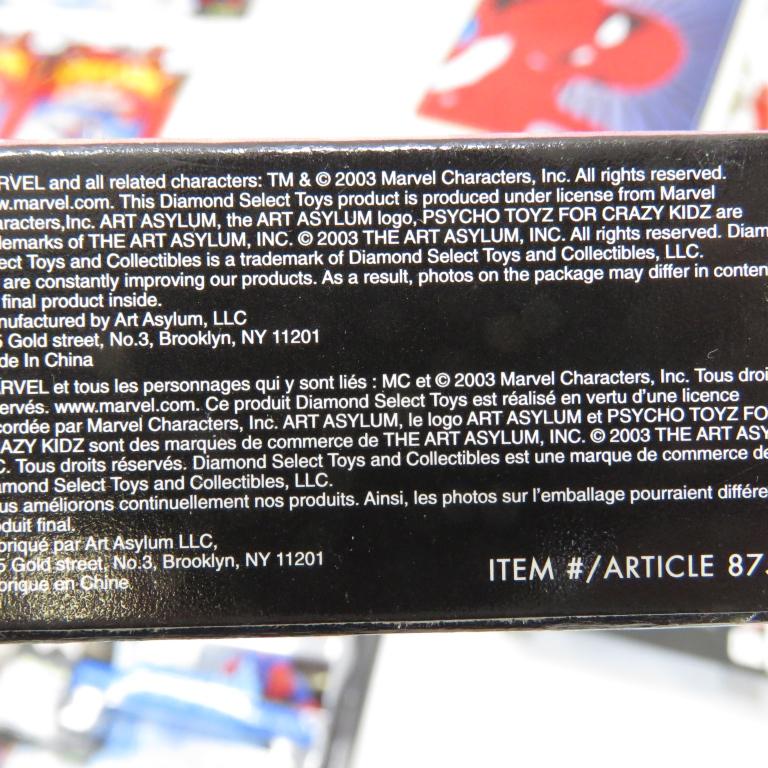 RVEL and all related characters: TM & © 2003 Marvel Characters, Inc. All rights reserved.
w.marvel.com. This Diamond Select Toys product is produced under license from Marvel
aracters,Inc. ART ASYLUM, the ART ASYLUM logo, PSYCHO TOYZ FOR CRAZY KIDZ are
emarks of THE ART ASYLUM, INC. © 2003 THE ART ASYLUM, INC. All rights reserved. Diam
ect Toys and Collectibles is a trademark of Diamond Select Toys and Collectibles, LLC.
are constantly improving our products. As a result, photos on the package may differ in conten
final product inside.
nufactured by Art Asylum, LLC
5 Gold street, No.3, Brooklyn, NY 11201
de In China
RVEL et tous les personnages qui y sont liés : MC et © 2003 Marvel Characters, Inc. Tous droi
ervés. www.marvel.com. Ce produit Diamond Select Toys est réalisé en vertu d'une licence
cordée par Marvel Characters, Inc. ART ASYLUM, le logo ART ASYLUM et PSYCHO TOYZ FO
AZY KIDZ sont des marques de commerce de THE ART ASYLUM, INC. © 2003 THE ART ASY
C. Tous droits réservés. Diamond Select Toys and Collectibles est une marque de commerce de
amond Select Toys and Collectibles, LLC.
us améliorons continuellement nos produits. Ainsi, les photos sur l'emballage pourraient différe
duit final.
briqué par Art Asylum LLC,
5 Gold street, No.3, Brooklyn, NY 11201
brique en Chine
ITEM #/ARTICLE 87